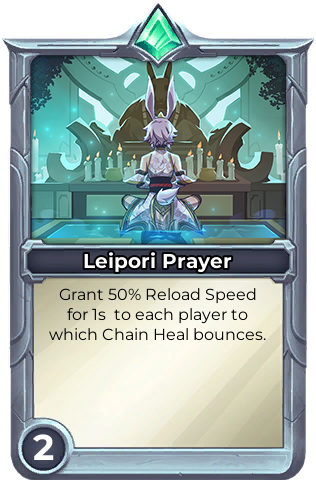 Leipori Prayer
Grant 50% Reload Speed
for 1s to each player to
which Chain Heal bounces.
2